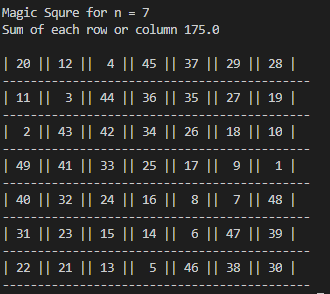 Magic Squre for n = 7
Sum of each row or column 175.0
| 20 || 12 ||  4 || 45 || 37 || 29 || 28 |
-------------------------------------------
| 11 ||  3 || 44 || 36 || 35 || 27 || 19 |
-------------------------------------------
|  2 || 43 || 42 || 34 || 26 || 18 || 10 |
-------------------------------------------
| 49 || 41 || 33 || 25 || 17 ||  9 ||  1 |
-------------------------------------------
| 40 || 32 || 24 || 16 ||  8 ||  7 || 48 |
-------------------------------------------
| 31 || 23 || 15 || 14 ||  6 || 47 || 39 |
-------------------------------------------
| 22 || 21 || 13 ||  5 || 46 || 38 || 30 |
-------------------------------------------